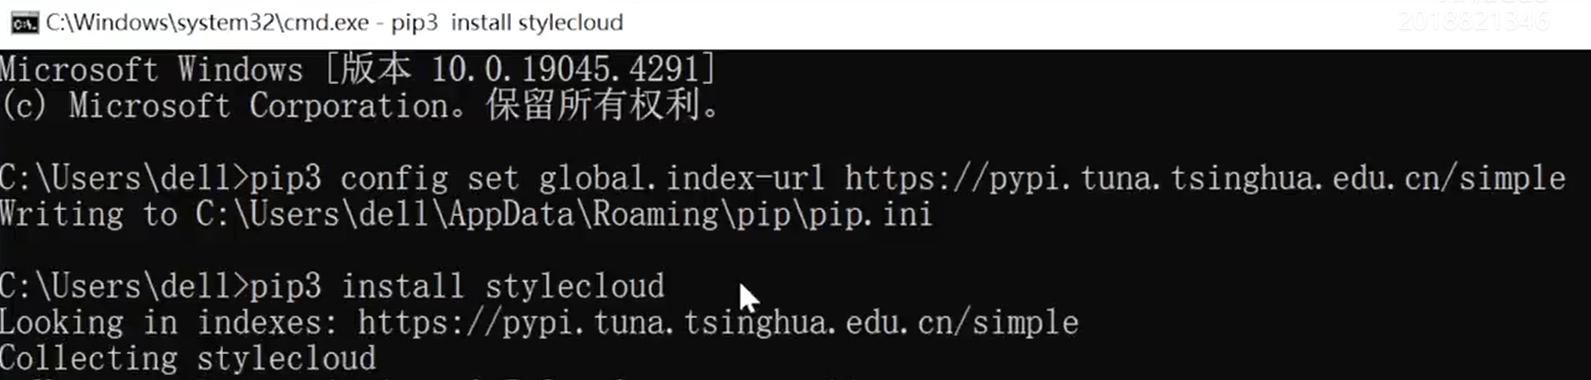 C:\Windows\system32\cmd.exe - pip3  install stylecloud
2018821346
Microsoft Windows [版本 10.0.19045.4291]
(c) Microsoft Corporation。保留所有权利。
C:\Users\dell>pip3 config set global.index-url https://pypi.tuna.tsinghua.edu.cn/simple
Writing to C:\Users\dell\AppData\Roaming\pip\pip.ini
C:\Users\dell>pip3 install stylecloud
Looking in indexes: https://pypi.tuna.tsinghua.edu.cn/simple
Collecting stylecloud